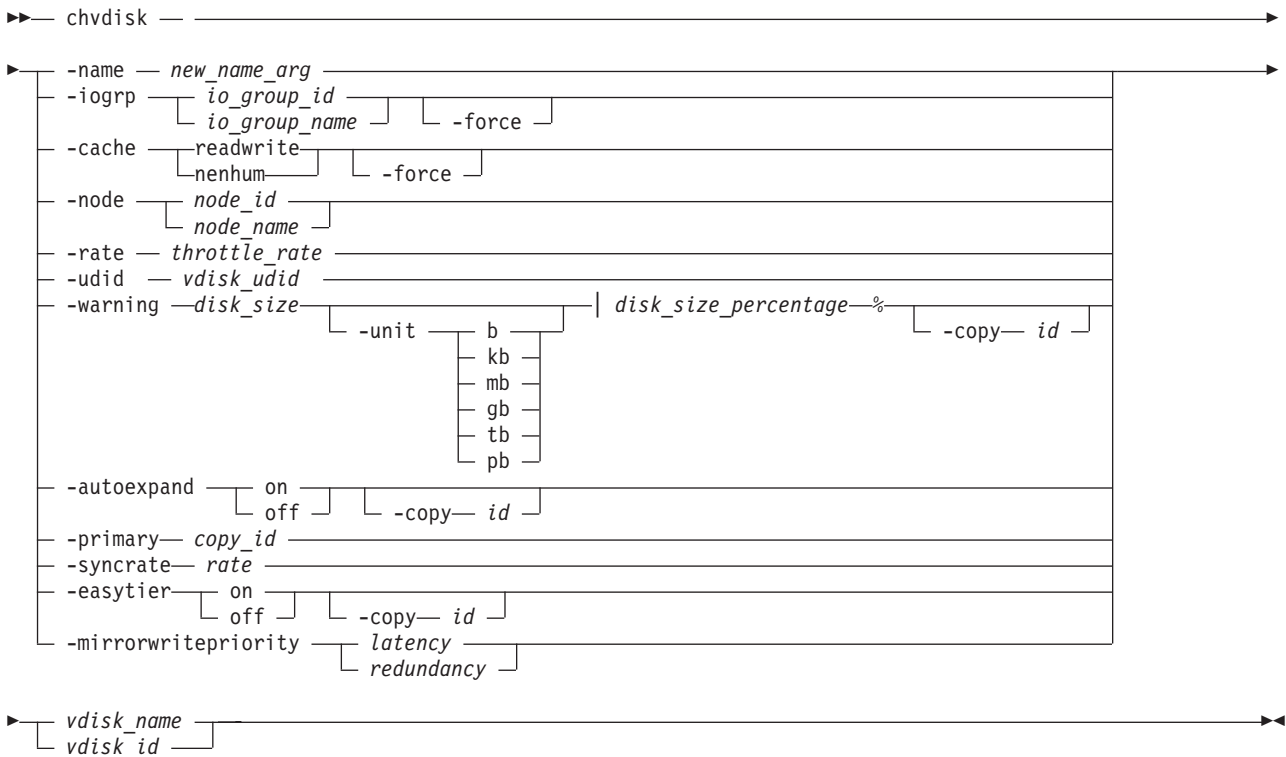 chvdisk
-name new_name_arg
-iogrp io_group_id
io_group_name -force
-cache readwrite
nenhum -force
-node node_id
node_name
-rate throttle_rate
-udid vdisk_udid
-warning disk_size | disk_size_percentage %
-unit b -copy id
kb
mb
gb
tb
pb
-autoexpand on
off -copy id
-primary copy_id
-syncrate rate
-easytier on
off -copy id
-mirrorwritepriority latency
redundancy
vdisk_name
vdisk_id